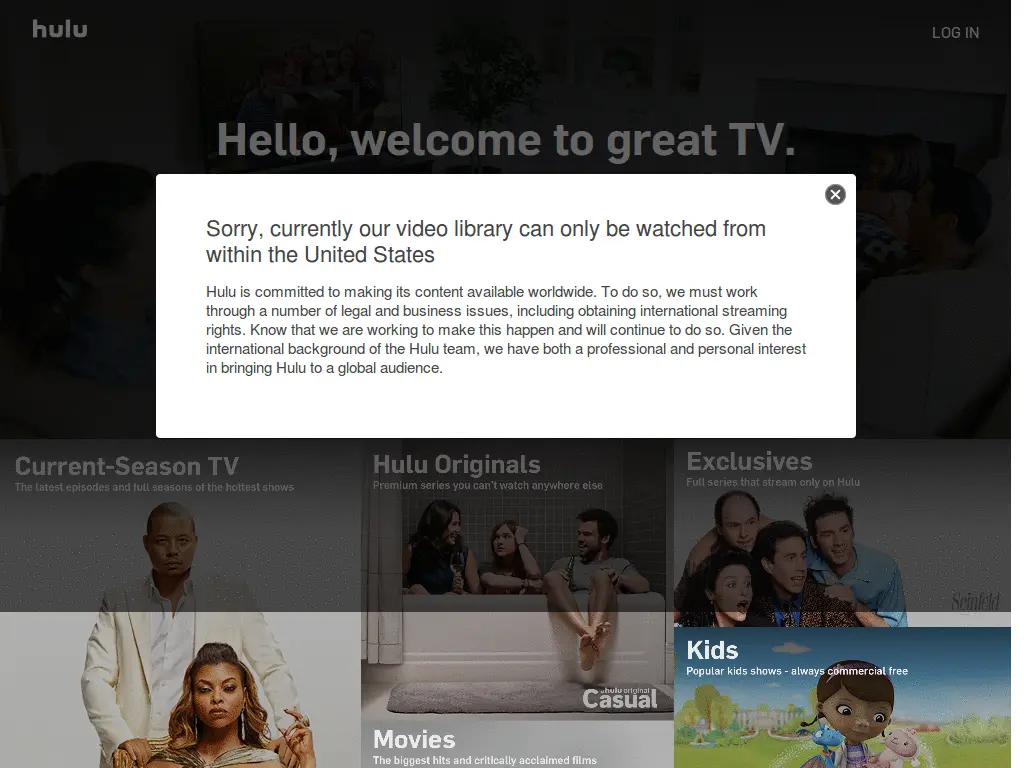 hulu
LOG IN
Hello, welcome to great TV.
Sorry, currently our video library can only be watched from
within the United States
Hulu is committed to making its content available worldwide. To do so, we must work
through a number of legal and business issues, including obtaining international streaming
rights. Know that we are working to make this happen and will continue to do so. Given the
international background of the Hulu team, we have both a professional and personal interest
in bringing Hulu to a global audience.
Current-Season TV
The latest episodes and full seasons of the hottest shows
Hulu Originals
Premium series you can't watch anywhere else
a hulu original
Casual
Exclusives
Full series that stream only on Hulu
Seinfeld
Kids
Popular kids shows - always commercial free
Movies
The biggest hits and critically acclaimed films